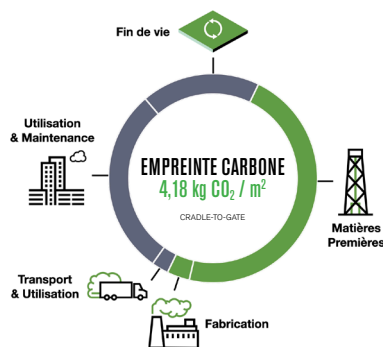 Fin de vie
Utilisation
& Maintenance
EMPREINTE CARBONE
4,18 kg CO₂ / m²
CRADLE-TO-GATE
Matières
Premières
Transport
& Utilisation
Fabrication